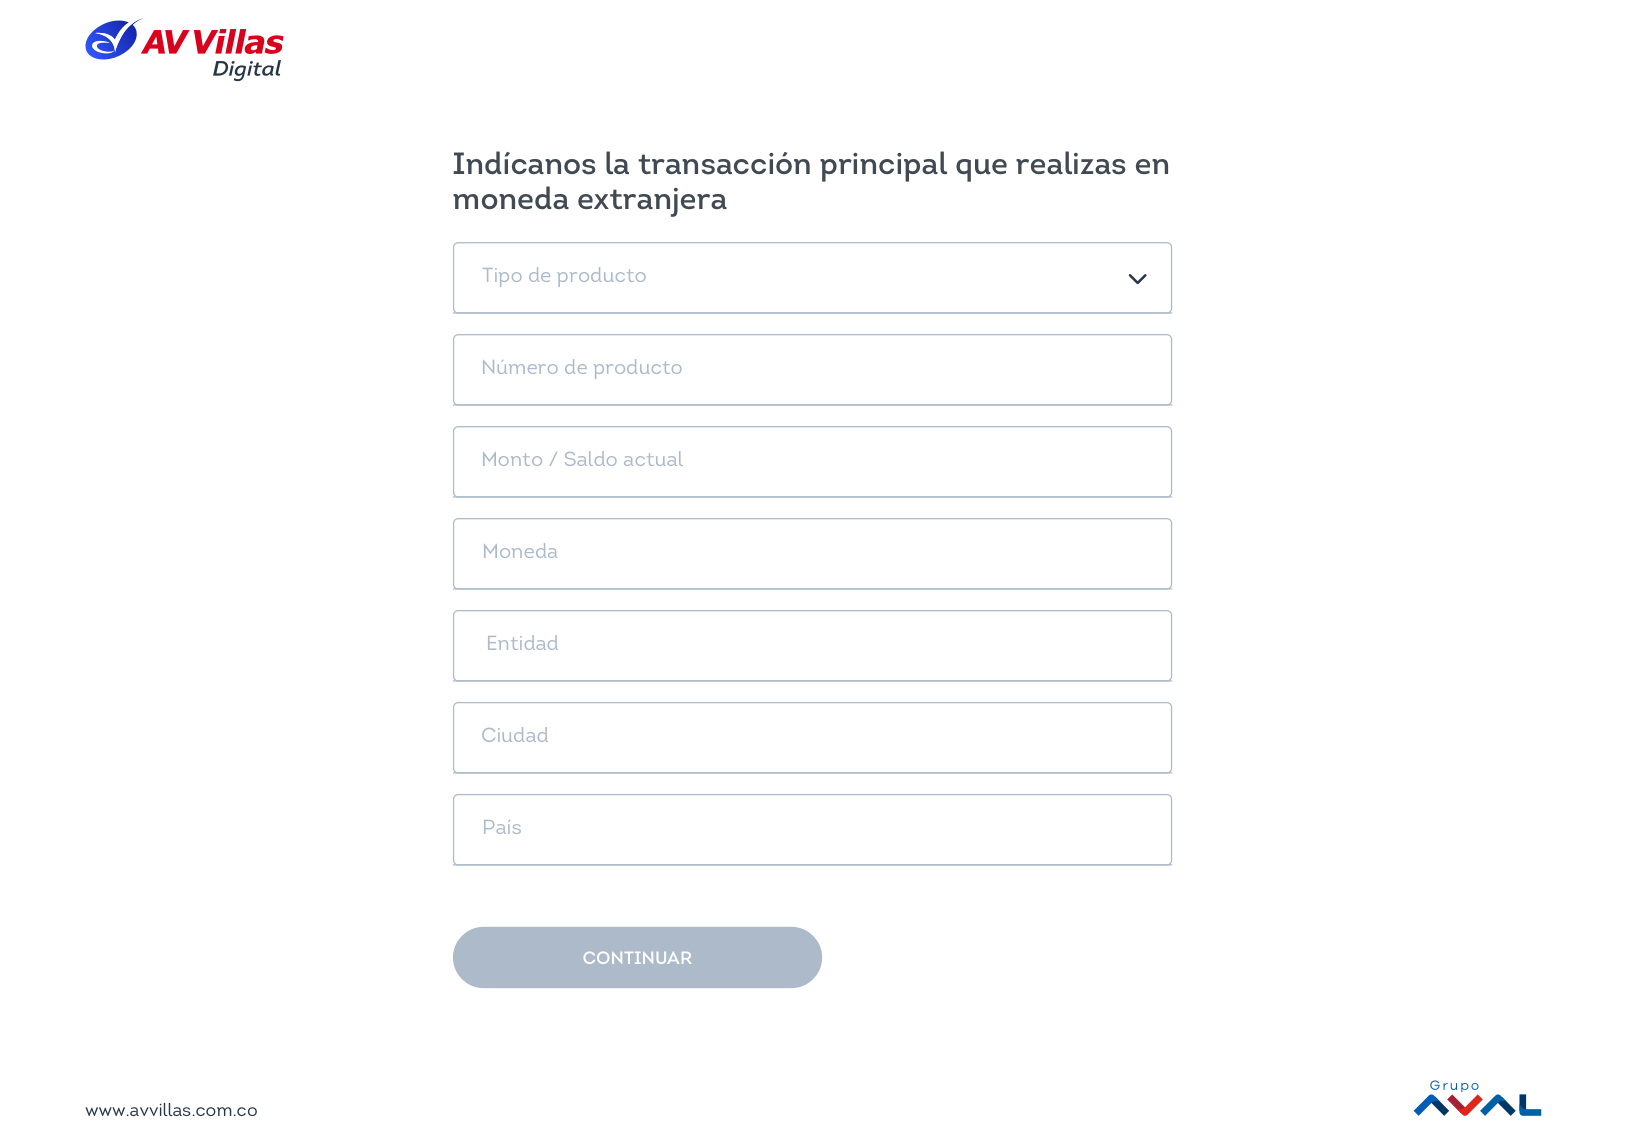 AV Villas
Digital
Indícanos la transacción principal que realizas en
moneda extranjera
Tipo de producto
Número de producto
Monto / Saldo actual
Moneda
Entidad
Ciudad
País
CONTINUAR
www.avvillas.com.co
Grupo
AVAL